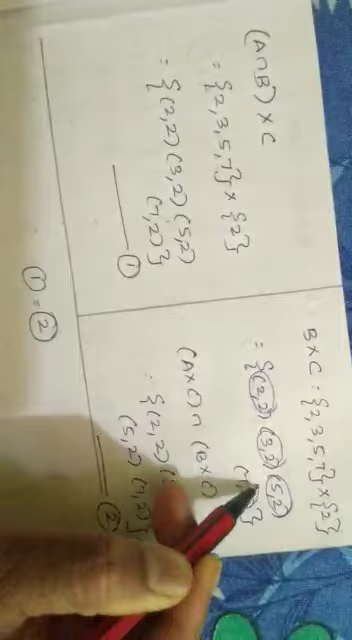 (A∩B) × C
= {2,3,5,7} × {2}
= {(2,2) (3,2) (5,2)
(7,2)}
①
B×C = {2,3,5,7} × {2}
= {(2,2) (3,2) (5,2)
(A×C) ∩ (B×C)
= {(2,2)
(5,2) (7,2)}
②
① = ②